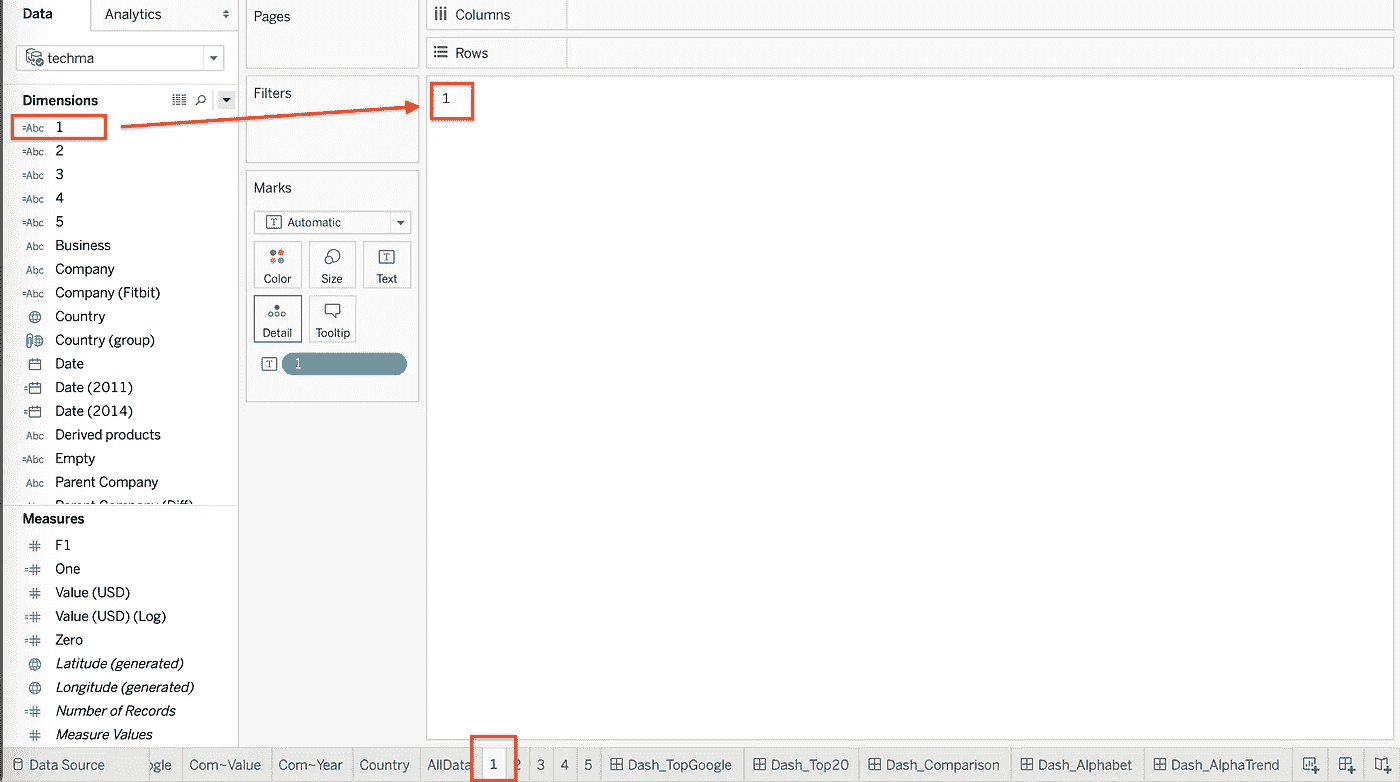 Data
Analytics
techma
Dimensions
=Abc 1
=Abc 2
=Abc 3
=Abc 4
=Abc 5
Abc Business
Abc Company
=Abc Company (Fitbit)
Country
Country (group)
Date
Date (2011)
Date (2014)
Abc Derived products
=Abc Empty
Abc Parent Company
Parent Company (Diff)
Measures
# F1
=# One
# Value (USD)
=# Value (USD) (Log)
=# Zero
Latitude (generated)
Longitude (generated)
=# Number of Records
# Measure Values
Pages
Filters
Marks
T Automatic
Color
Size
T Text
Detail
Tooltip
T 1
Columns
Rows
1
Data Source
ogle
Com~Value
Com~Year
Country
AllData
1
2
3
4
5
Dash_TopGoogle
Dash_Top20
Dash_Comparison
Dash_Alphabet
Dash_AlphaTrend